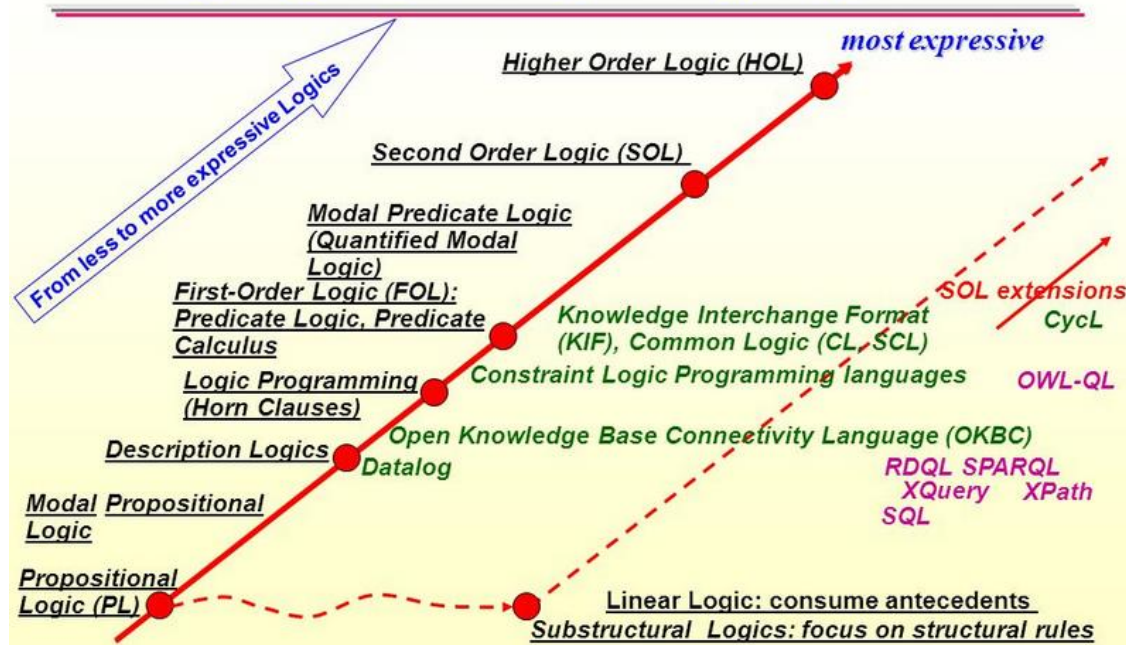 most expressive
From less to more expressive Logics
Higher Order Logic (HOL)
Second Order Logic (SOL)
Modal Predicate Logic
(Quantified Modal
Logic)
First-Order Logic (FOL):
Predicate Logic, Predicate
Calculus
SOL extensions
CycL
Knowledge Interchange Format
(KIF), Common Logic (CL, SCL)
Logic Programming
(Horn Clauses)
Constraint Logic Programming languages
OWL-QL
Description Logics
Open Knowledge Base Connectivity Language (OKBC)
Datalog
RDQL SPARQL
XQuery XPath
SQL
Modal Propositional
Logic
Propositional
Logic (PL)
Linear Logic: consume antecedents
Substructural Logics: focus on structural rules